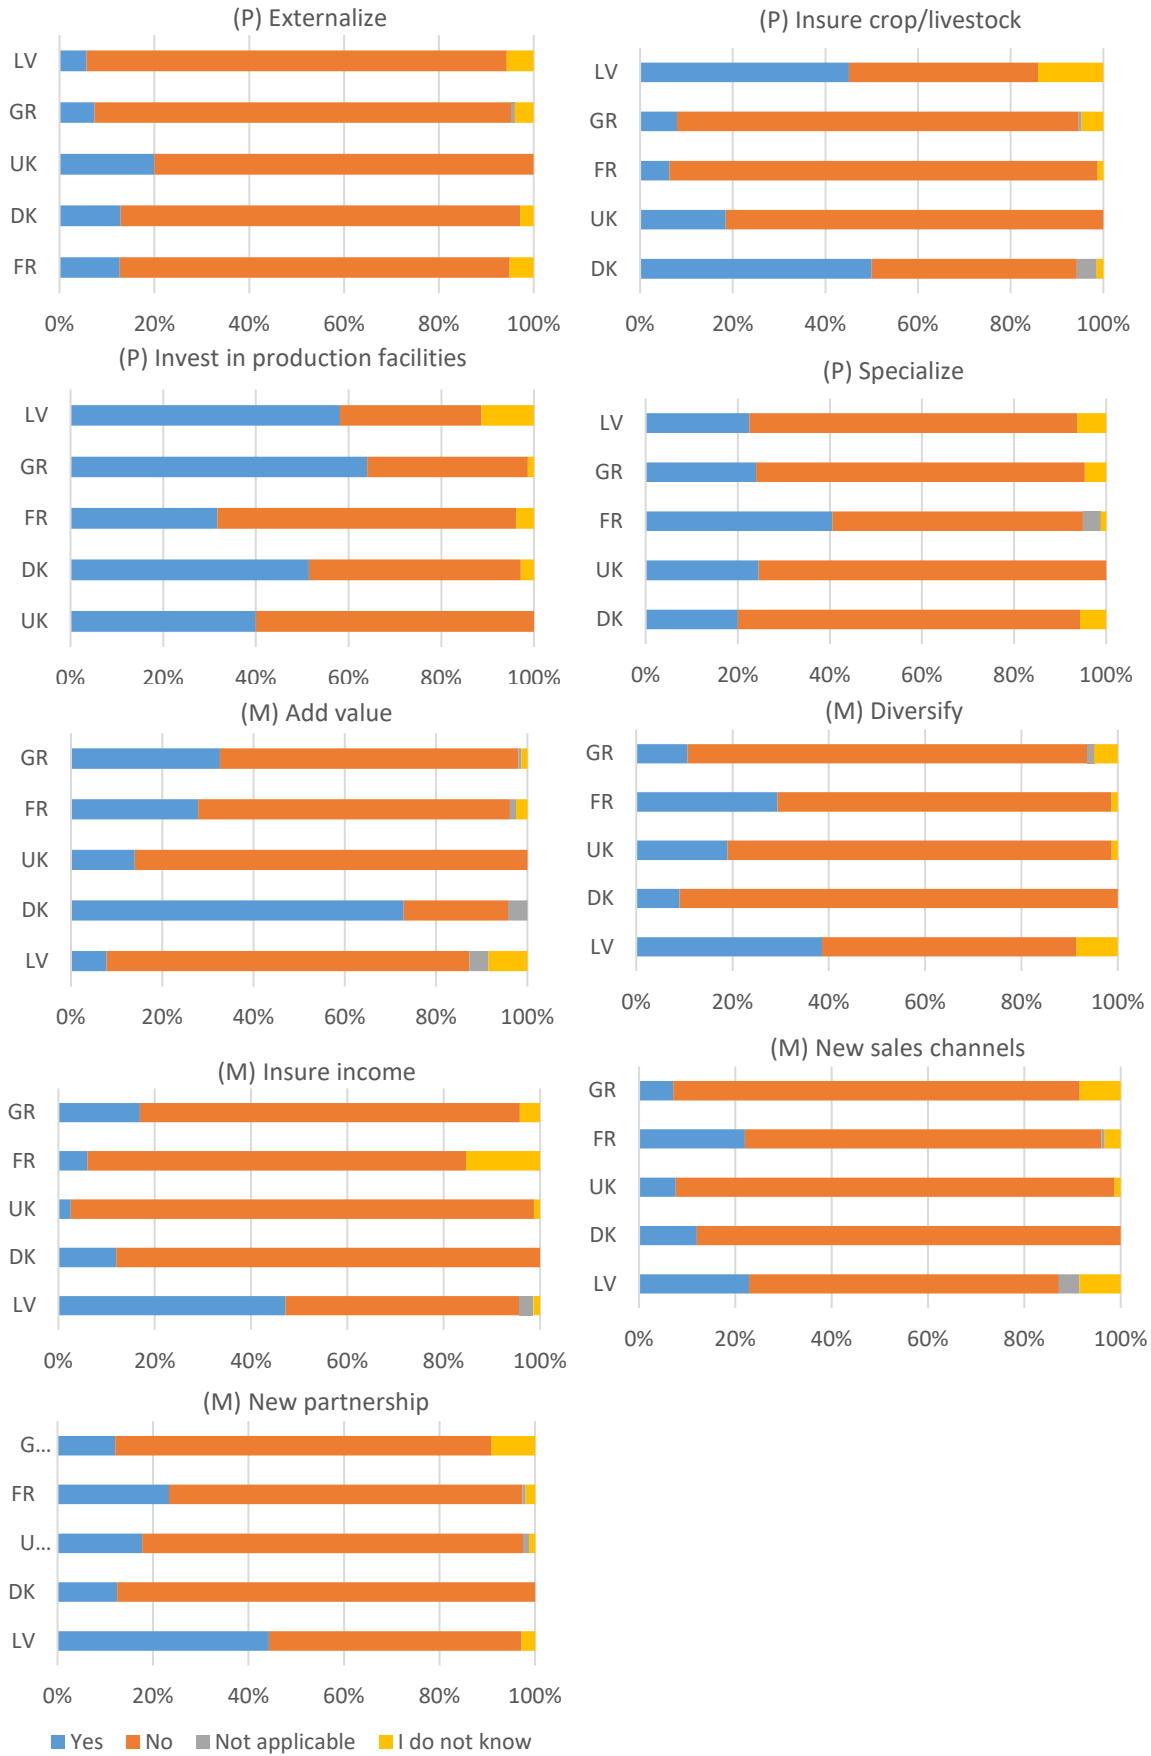 (P) Externalize
LV
GR
UK
DK
FR
0% 20% 40% 60% 80% 100%
(P) Insure crop/livestock
LV
GR
FR
UK
DK
0% 20% 40% 60% 80% 100%
(P) Invest in production facilities
LV
GR
FR
DK
UK
0% 20% 40% 60% 80% 100%
(P) Specialize
LV
GR
FR
UK
DK
0% 20% 40% 60% 80% 100%
(M) Add value
GR
FR
UK
DK
LV
0% 20% 40% 60% 80% 100%
(M) Diversify
GR
FR
UK
DK
LV
0% 20% 40% 60% 80% 100%
(M) Insure income
GR
FR
UK
DK
LV
0% 20% 40% 60% 80% 100%
(M) New sales channels
GR
FR
UK
DK
LV
0% 20% 40% 60% 80% 100%
(M) New partnership
G...
FR
U...
DK
LV
0% 20% 40% 60% 80% 100%
Yes No Not applicable I do not know